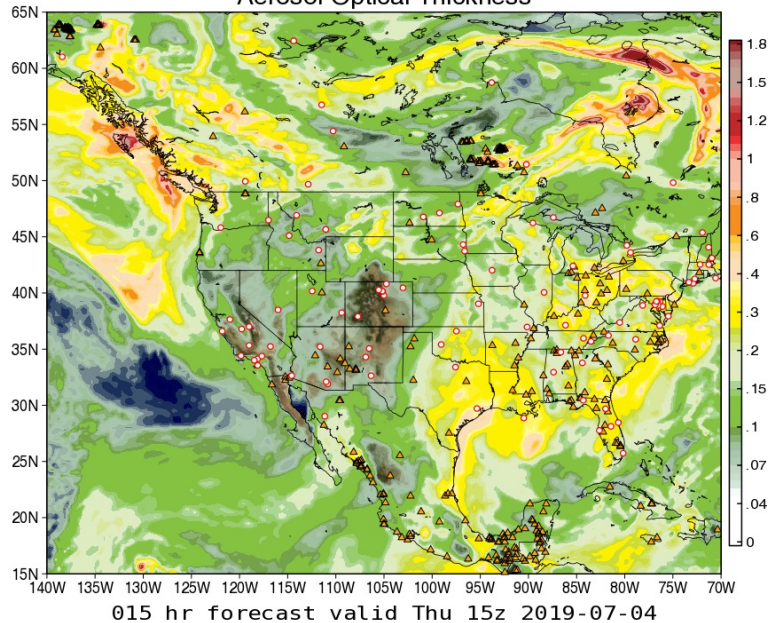 Aerosol Optical Thickness
65N
60N
55N
50N
45N
40N
35N
30N
25N
20N
15N
140W 135W 130W 125W 120W 115W 110W 105W 100W 95W 90W 85W 80W 75W 70W
1.8
1.5
1.2
1
.8
.6
.4
.3
.2
.15
.1
.07
.04
0
015 hr forecast valid Thu 15z 2019-07-04